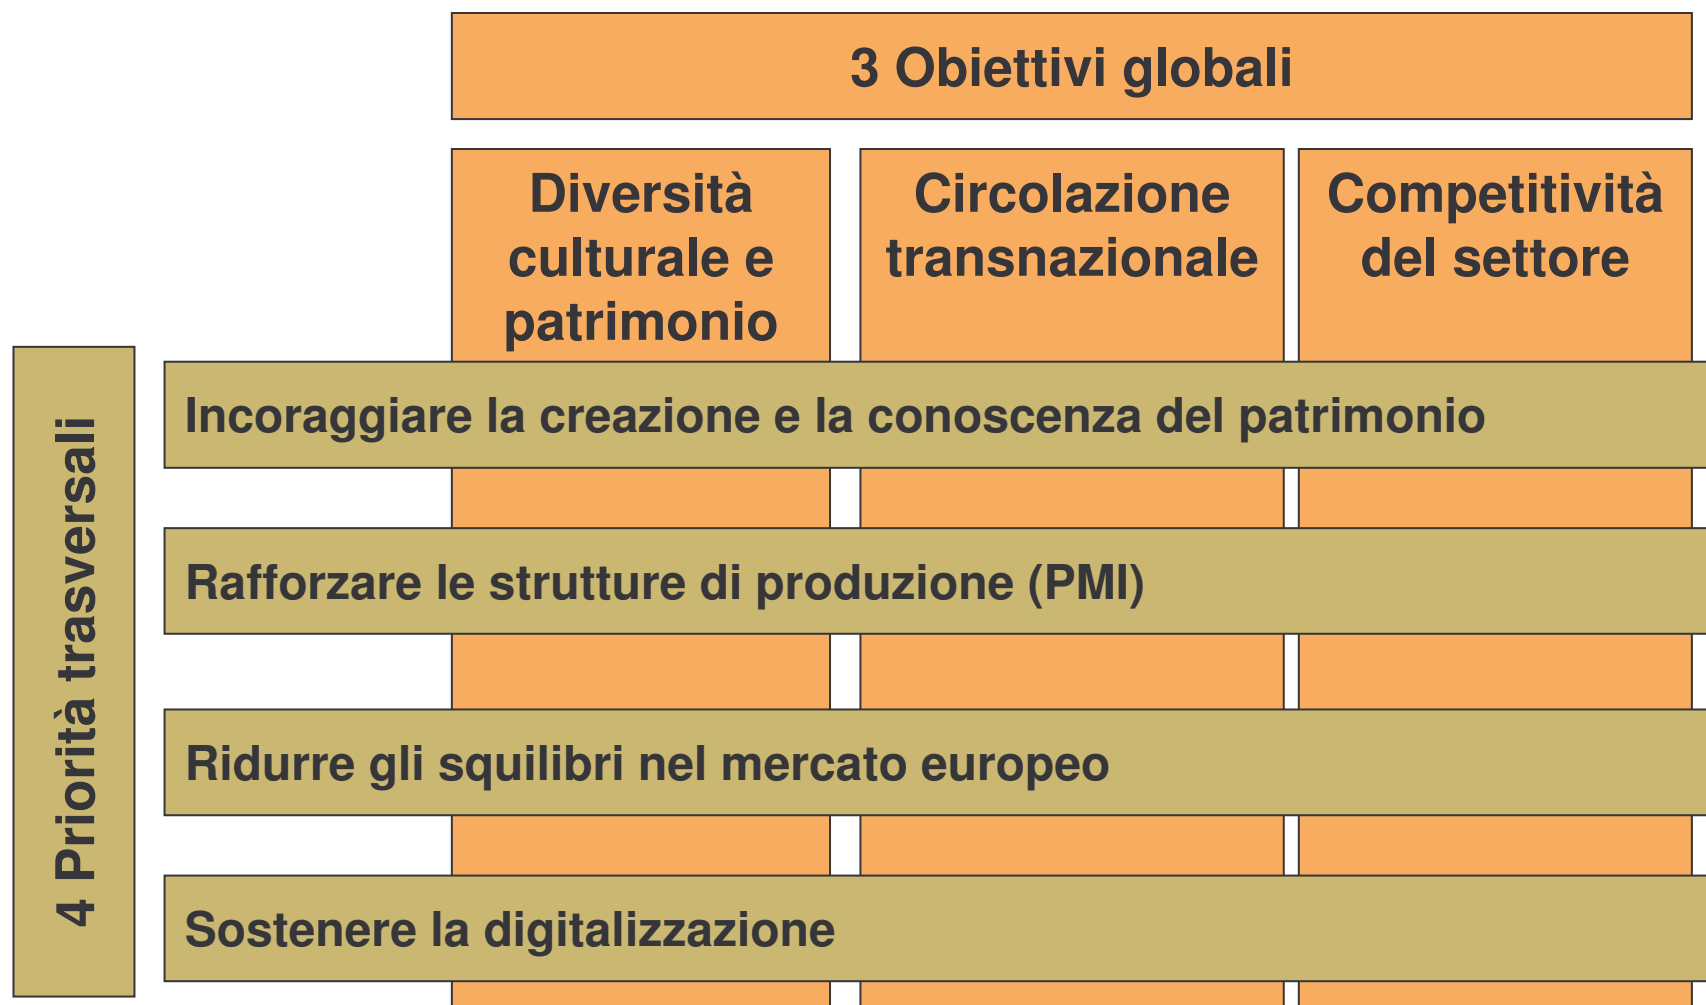 3 Obiettivi globali
Diversità
culturale e
patrimonio
Circolazione
transnazionale
Competitività
del settore
4 Priorità trasversali
Incoraggiare la creazione e la conoscenza del patrimonio
Rafforzare le strutture di produzione (PMI)
Ridurre gli squilibri nel mercato europeo
Sostenere la digitalizzazione